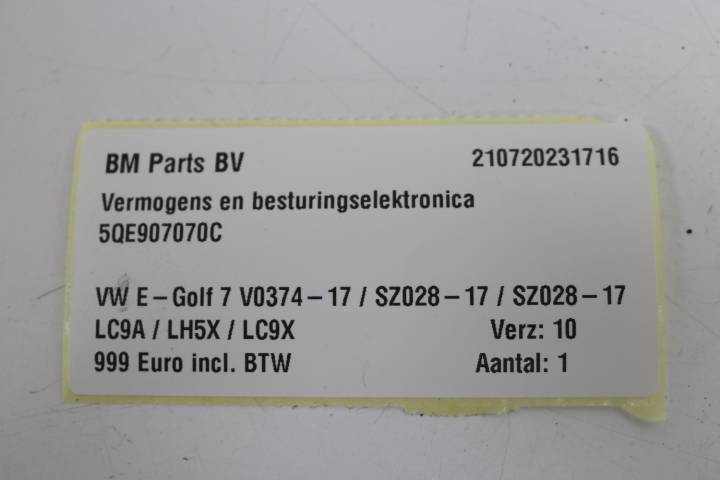 BM Parts BV 210720231716
Vermogens en besturingselektronica
5QE907070C
VW E-Golf 7 V0374-17 / SZ028-17 / SZ028-17
LC9A / LH5X / LC9X Verz: 10
999 Euro incl. BTW Aantal: 1